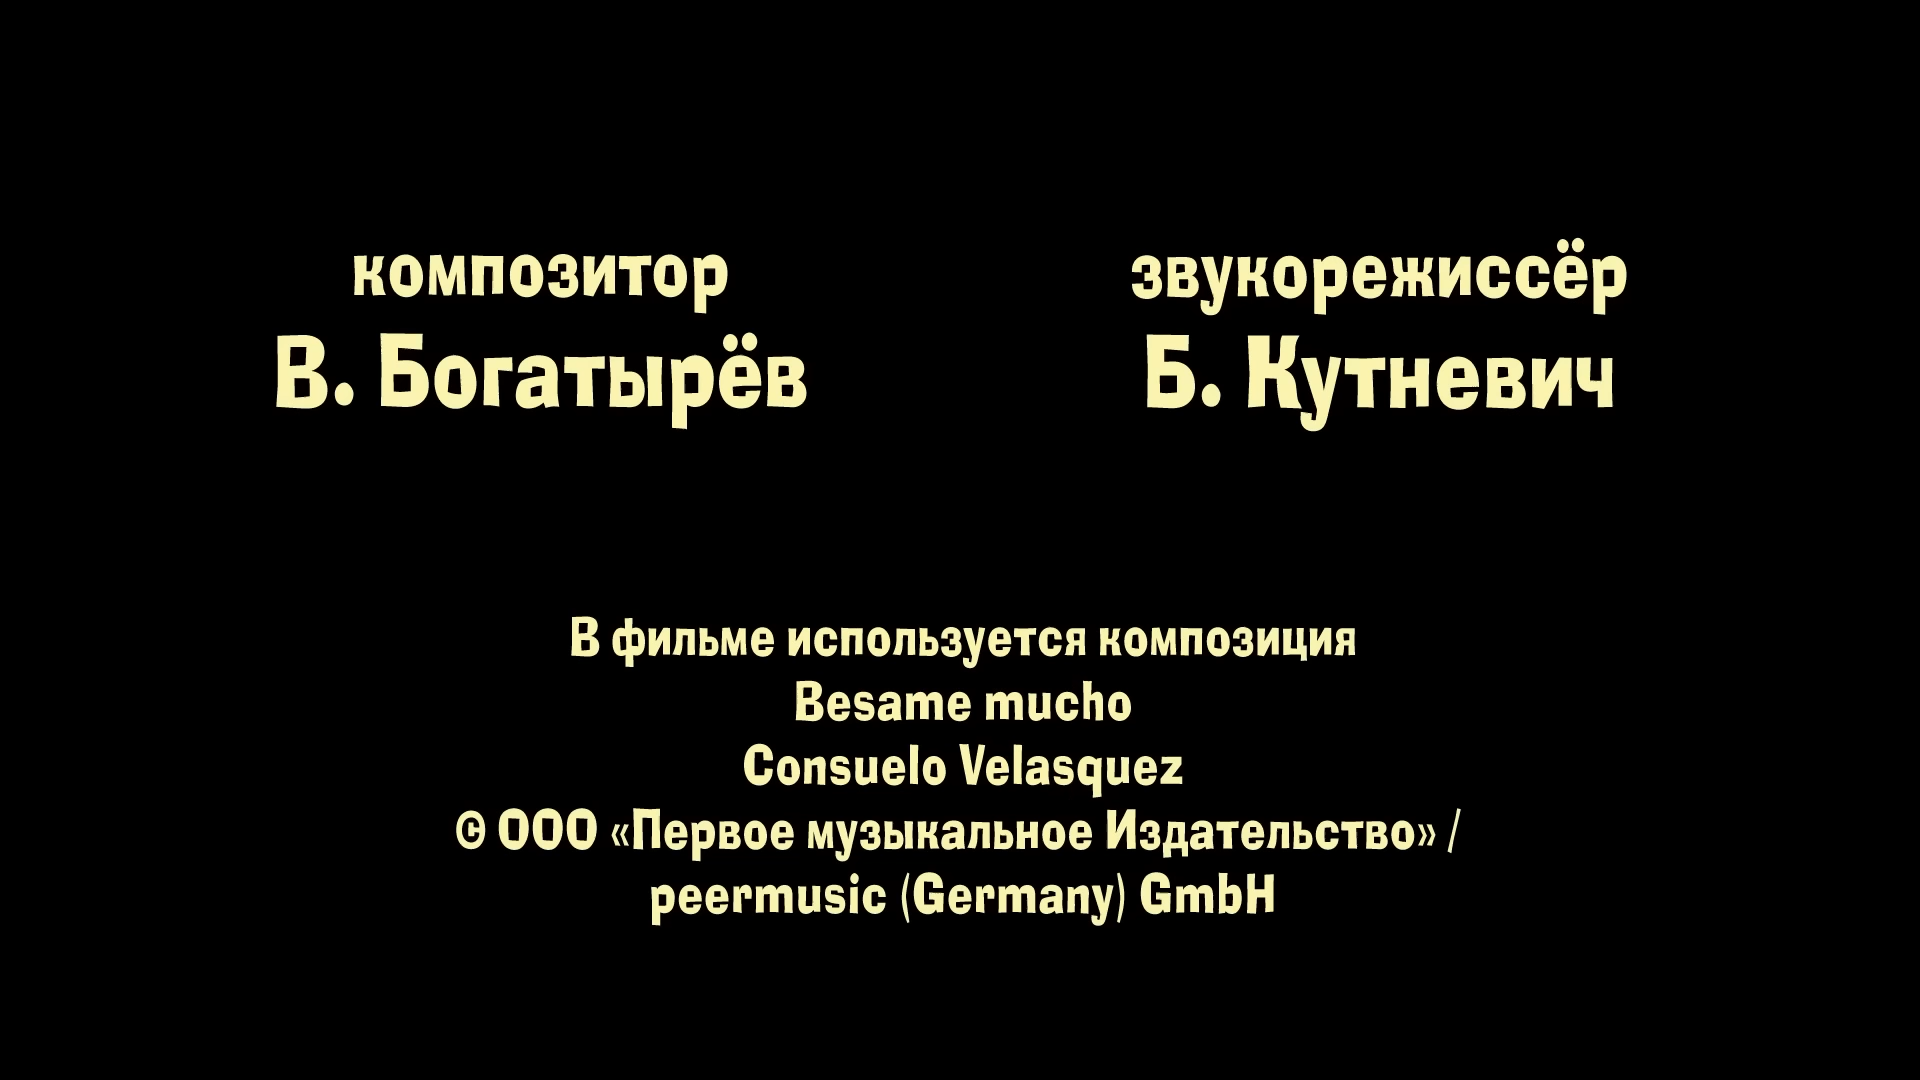 композитор
В. Богатырёв
звукорежиссёр
Б. Кутневич
В фильме используется композиция
Besame mucho
Consuelo Velasquez
© ООО «Первое музыкальное Издательство» /
peermusic (Germany) GmbH